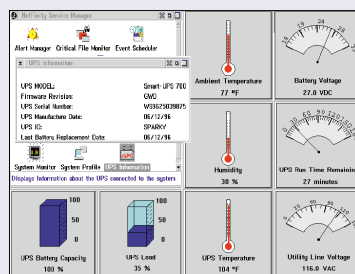 NetFinity Service Manager
Alert Manager Critical File Monitor Event Scheduler
UPS Information
UPS MODEL: Smart-UPS 700
Firmware Revision: GWD
UPS Serial Number: WS9625039875
UPS Manufacture Date: 06/12/96
UPS ID: SPARKY
Last Battery Replacement Date: 06/12/96
System Monitor System Profile UPS Information
Displays Information about the UPS connected to the system
100
50
0
UPS Battery Capacity
100 %
100
50
0
UPS Load
35 %
Ambient Temperature
77 °F
Battery Voltage
27.0 VDC
Humidity
30 %
UPS Run Time Remaining
27 minutes
UPS Temperature
104 °F
Utility Line Voltage
116.0 VAC